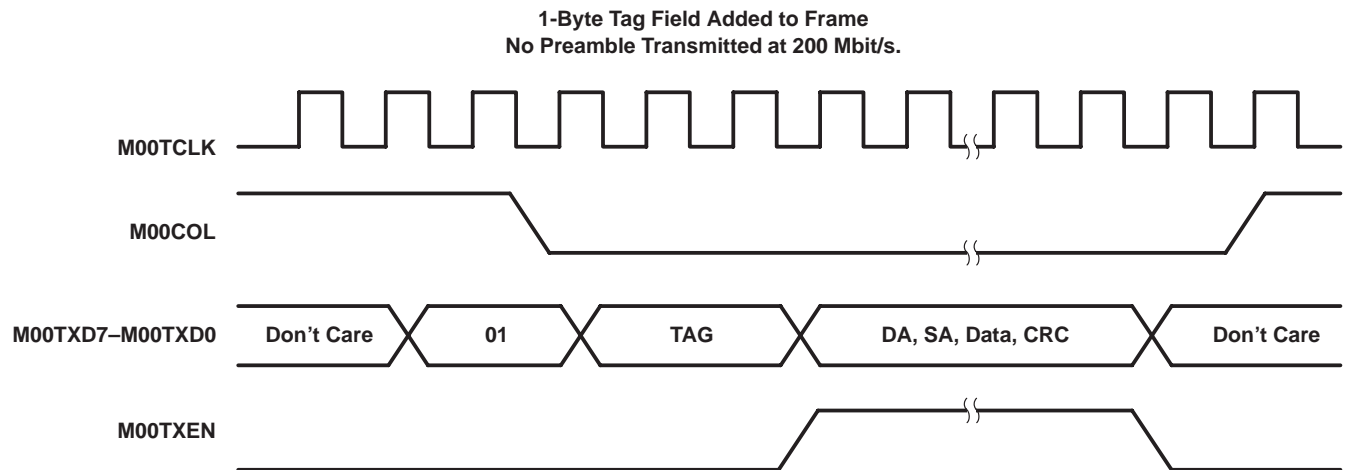 1-Byte Tag Field Added to Frame
No Preamble Transmitted at 200 Mbit/s.
M00TCLK
M00COL
M00TXD7–M00TXD0 Don't Care 01 TAG DA, SA, Data, CRC Don't Care
M00TXEN